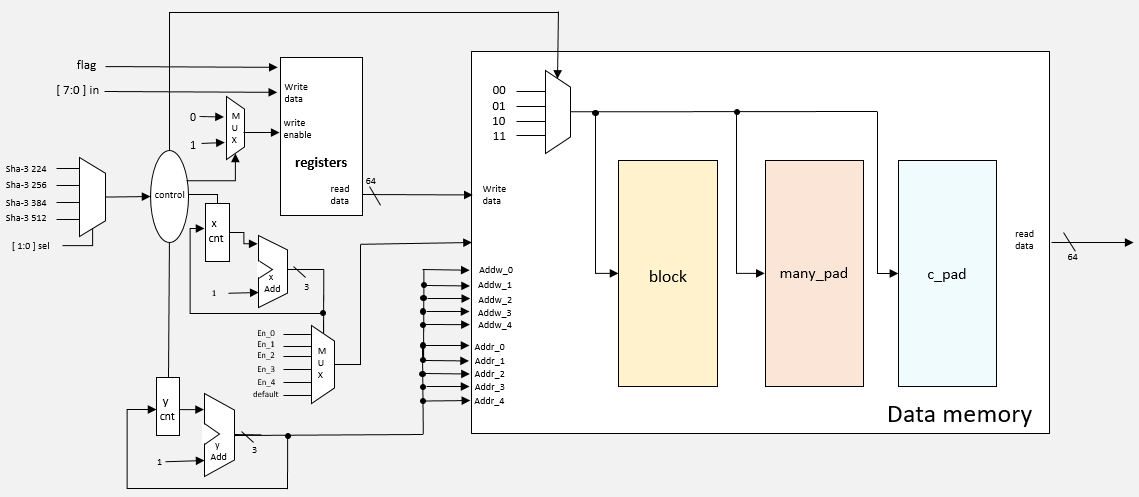 flag
[ 7:0 ] in
Write
data
write
enable
registers
read
data
64
0
1
M
U
X
Sha-3 224
Sha-3 256
Sha-3 384
Sha-3 512
[ 1:0 ] sel
control
x
cnt
x
Add
1
3
En_0
En_1
En_2
En_3
En_4
default
M
U
X
y
cnt
y
Add
1
3
00
01
10
11
Write
data
Addw_0
Addw_1
Addw_2
Addw_3
Addw_4
Addr_0
Addr_1
Addr_2
Addr_3
Addr_4
block
many_pad
c_pad
read
data
64
Data memory